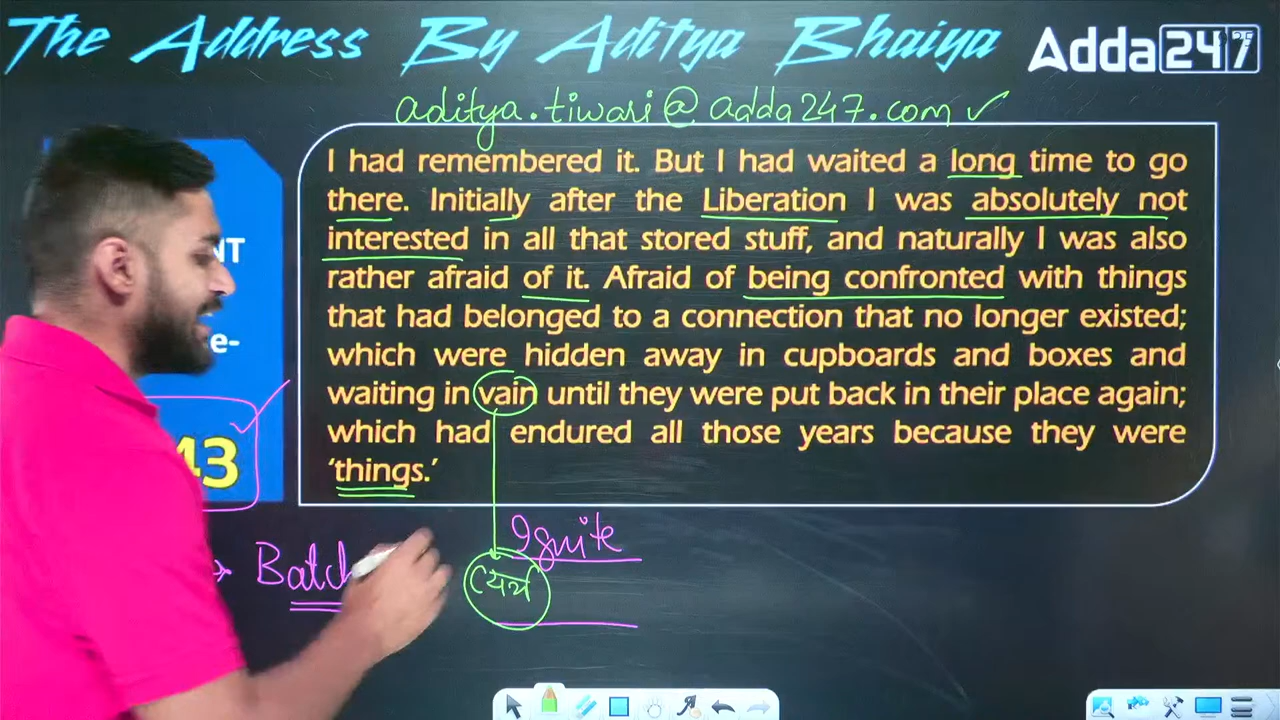 The Address By Aditya Bhaiya
Adda247
aditya.tiwari@adda247.com
I had remembered it. But I had waited a long time to go
there. Initially after the Liberation I was absolutely not
interested in all that stored stuff, and naturally I was also
rather afraid of it. Afraid of being confronted with things
that had belonged to a connection that no longer existed;
which were hidden away in cupboards and boxes and
waiting in vain until they were put back in their place again;
which had endured all those years because they were
‘things.’
NT
e-
43
Ignite
Batch
व्यर्थ